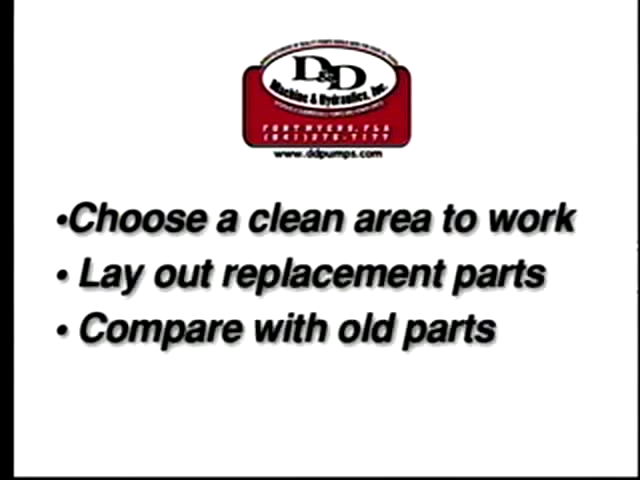 D&D
Machine & Hydraulics, Inc.
FORT MYERS, FLA
www.ddpumps.com
•Choose a clean area to work
• Lay out replacement parts
• Compare with old parts